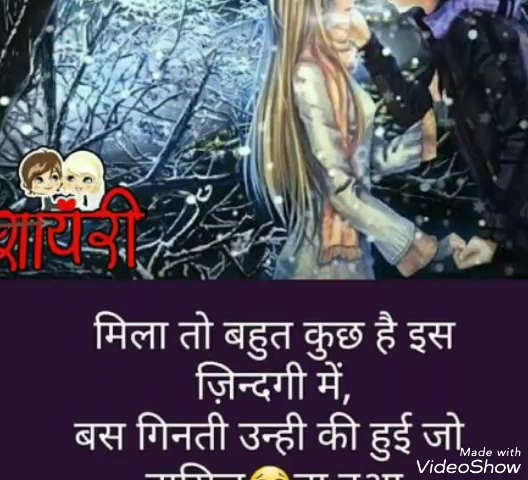 शायरी
मिला तो बहुत कुछ है इस
ज़िन्दगी में,
बस गिनती उन्ही की हुई जो
Made with
VideoShow